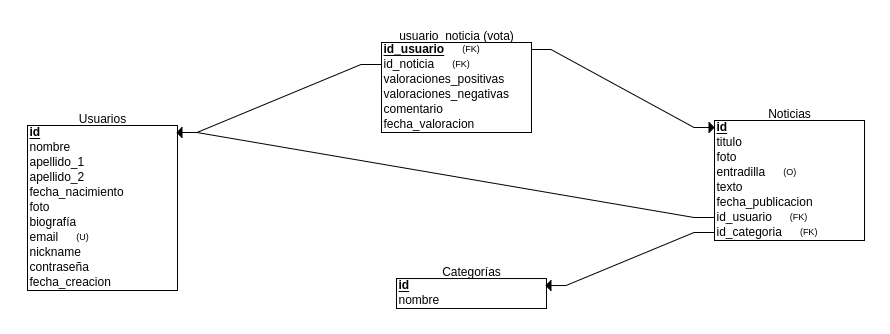 usuario_noticia (vota)
id_usuario (FK)
id_noticia (FK)
valoraciones_positivas
valoraciones_negativas
comentario
fecha_valoracion
Usuarios
id
nombre
apellido_1
apellido_2
fecha_nacimiento
foto
biografía
email (U)
nickname
contraseña
fecha_creacion
Noticias
id
titulo
foto
entradilla (O)
texto
fecha_publicacion
id_usuario (FK)
id_categoria (FK)
Categorías
id
nombre